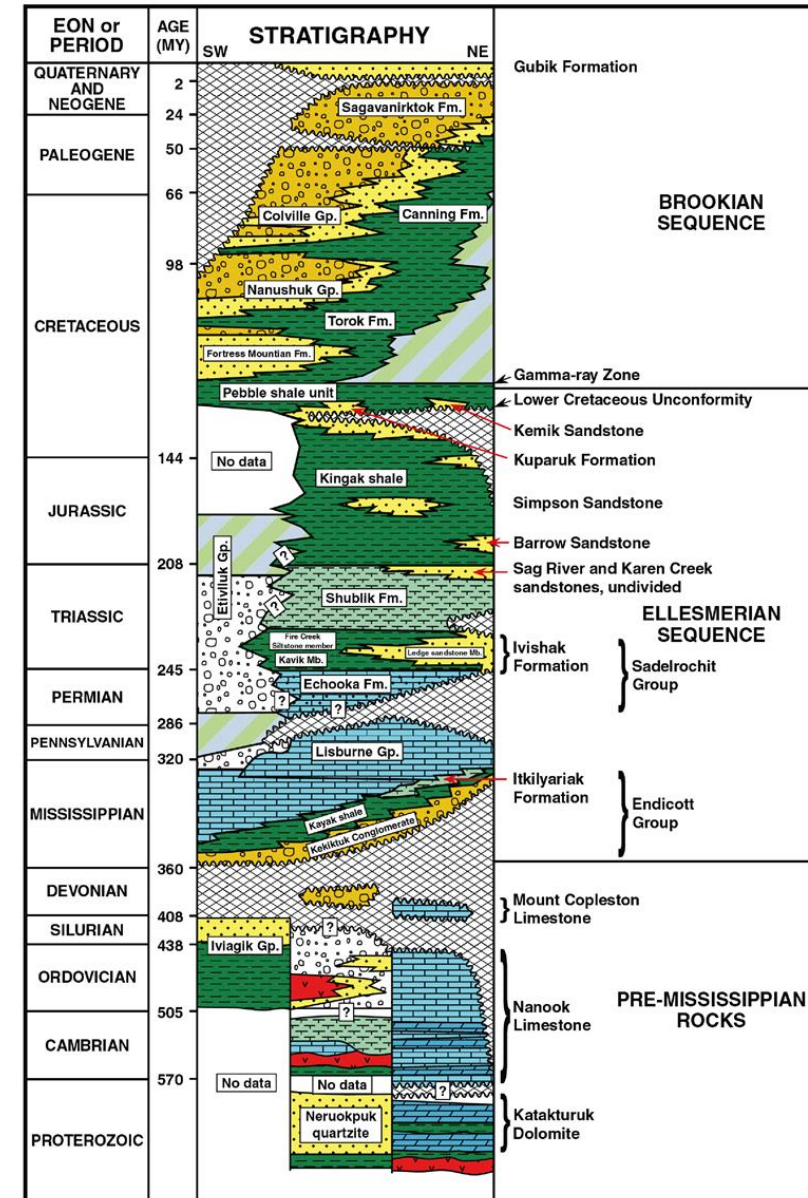 EON or
PERIOD
AGE
(MY)
STRATIGRAPHY
SW
NE
QUATERNARY
AND
NEOGENE
2
24
Gubik Formation
Sagavanirktok Fm.
PALEOGENE
50
66
Colville Gp.
Canning Fm.
BROOKIAN
SEQUENCE
98
Nanushuk Gp.
CRETACEOUS
Torok Fm.
Fortress Mountian Fm.
Gamma-ray Zone
Pebble shale unit
Lower Cretaceous Unconformity
Kemik Sandstone
Kuparuk Formation
144
No data
Kingak shale
JURASSIC
Simpson Sandstone
Barrow Sandstone
208
?
Sag River and Karen Creek
sandstones, undivided
Etivluk Gp.
?
Shublik Fm.
TRIASSIC
ELLESMERIAN
SEQUENCE
Fire Creek
Siltstone member
Kavik Mb.
Ledge sandstone Mb.
Ivishak
Formation
Sadelrochit
Group
245
Echooka Fm.
PERMIAN
?
?
286
PENNSYLVANIAN
320
Lisburne Gp.
Itkilyariak
Formation
MISSISSIPPIAN
Kayak shale
Kekiktuk Conglomerate
Endicott
Group
360
DEVONIAN
408
Mount Copleston
Limestone
SILURIAN
438
?
Iviagik Gp.
ORDOVICIAN
505
?
Nanook
Limestone
PRE-MISSISSIPPIAN
ROCKS
CAMBRIAN
570
No data
No data
?
PROTEROZOIC
Neruokpuk
quartzite
Katakturuk
Dolomite